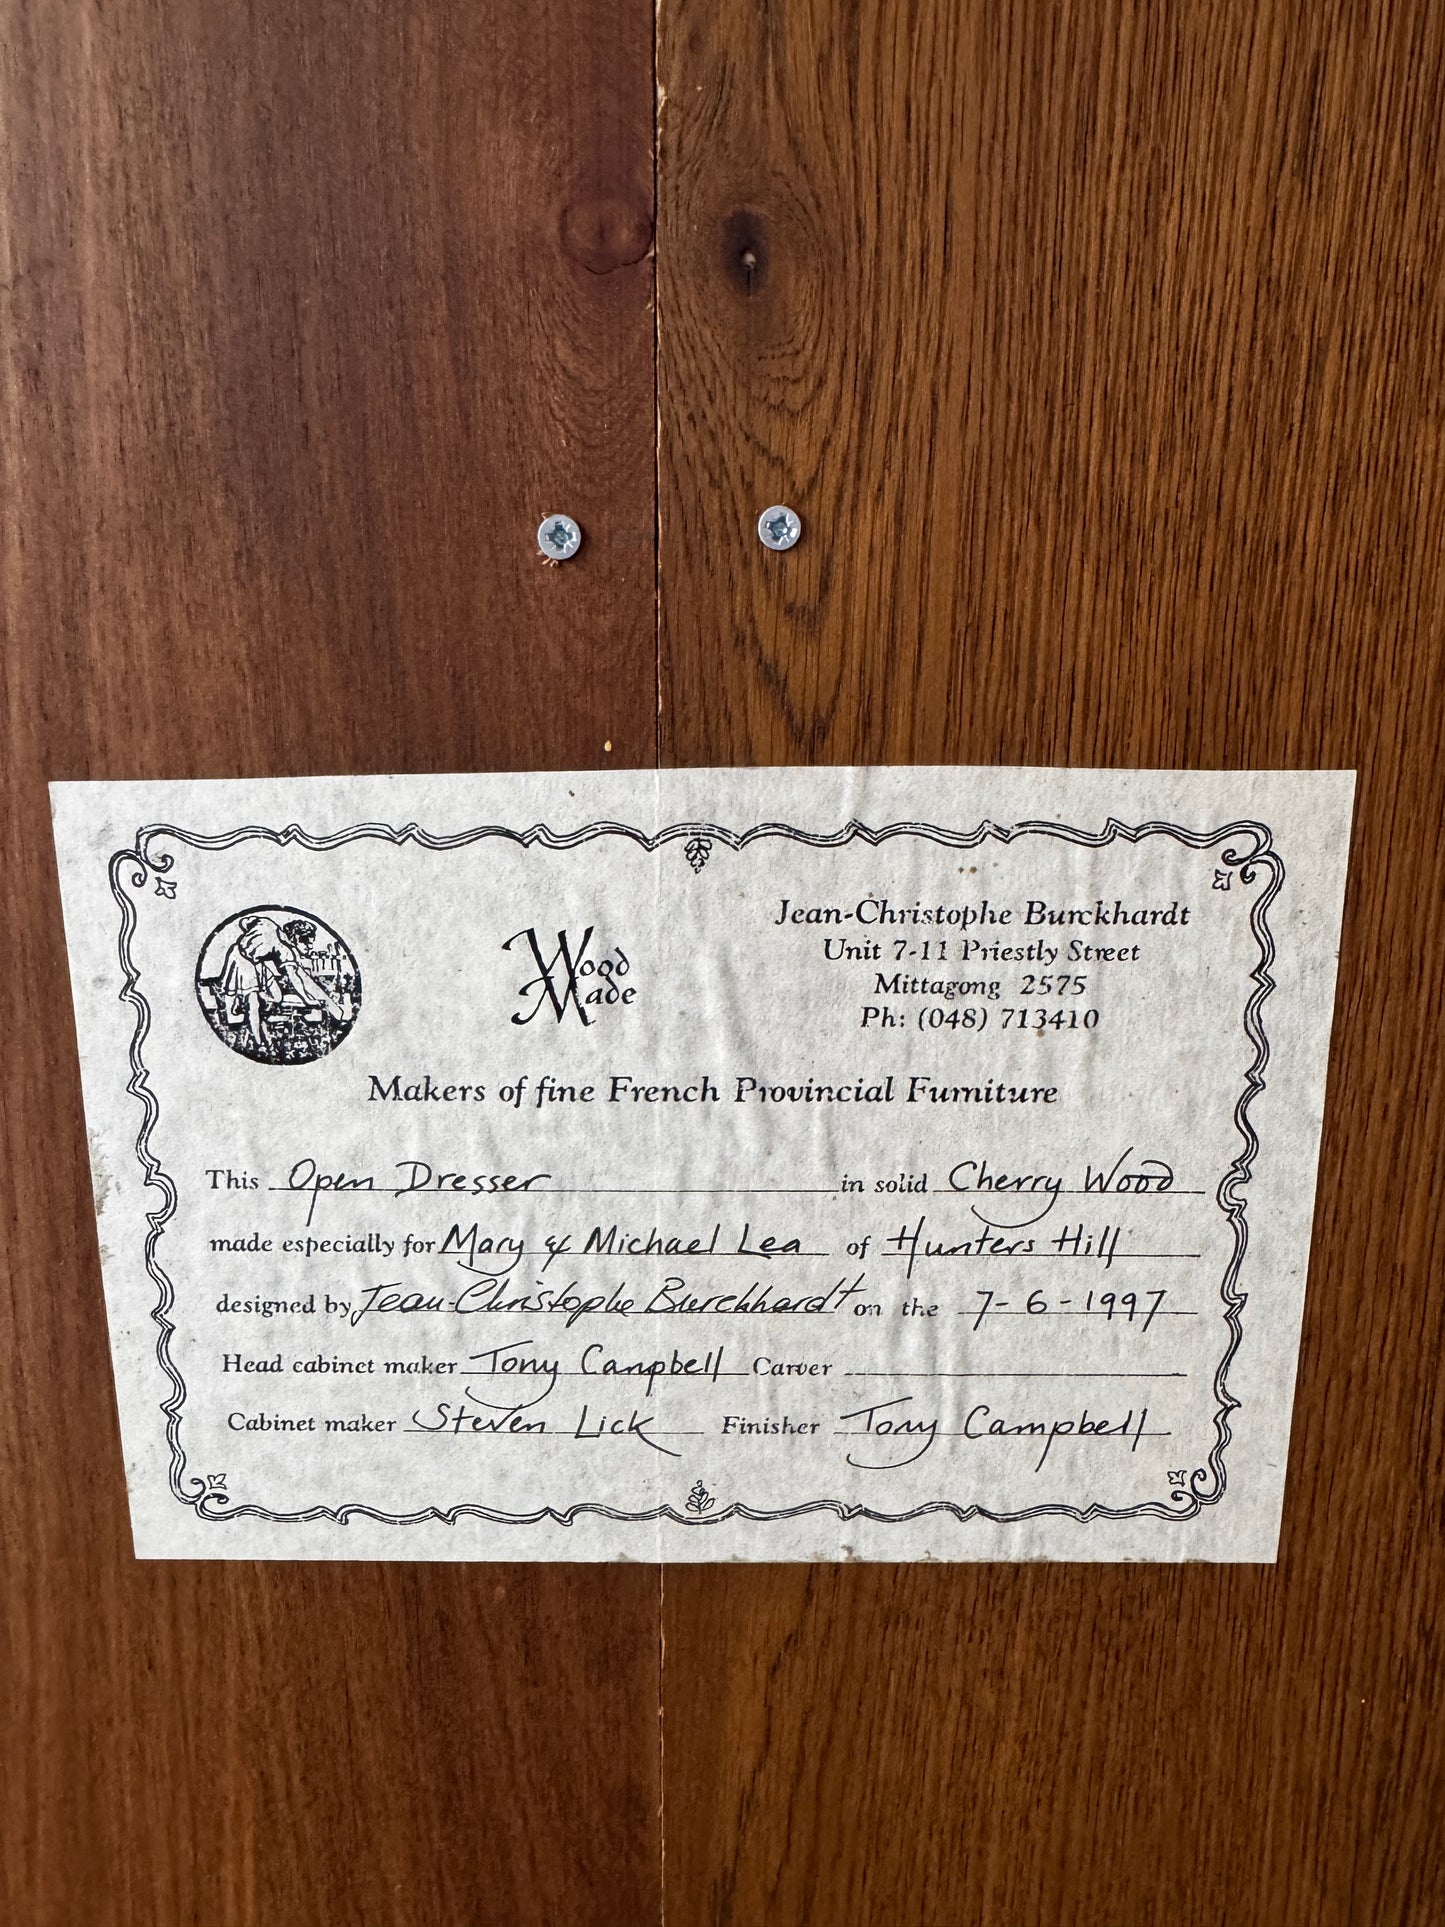 Wood
Made
Jean-Christophe Burckhardt
Unit 7-11 Priestly Street
Mittagong 2575
Ph: (048) 713410
Makers of fine French Provincial Furniture
This Open Dresser in solid Cherry Wood
made especially for Mary & Michael Lea of Hunters Hill
designed by Jean-Christophe Burckhardt on the 7-6-1997
Head cabinet maker Tony Campbell Carver
Cabinet maker Steven Lick Finisher Tony Campbell